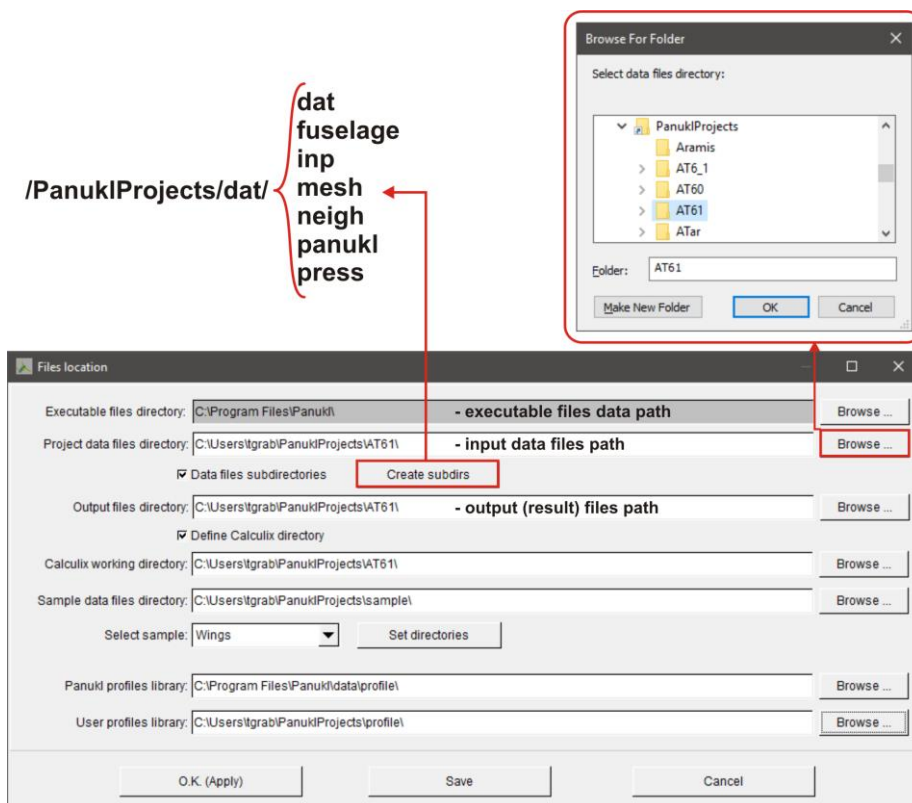 Browse For Folder
Select data files directory:
PanuklProjects
Aramis
AT6_1
AT60
AT61
ATar
Folder: AT61
Make New Folder OK Cancel
dat
fuselage
inp
/PanuklProjects/dat/ mesh
neigh
panukl
press
Files location
Executable files directory: C:\Program Files\Panukl\ - executable files data path Browse ...
Project data files directory: C:\Users\tgrab\PanuklProjects\AT61\ - input data files path Browse ...
Data files subdirectories Create subdirs
Output files directory: C:\Users\tgrab\PanuklProjects\AT61\ - output (result) files path Browse ...
Define Calculix directory
Calculix working directory: C:\Users\tgrab\PanuklProjects\AT61\ Browse ...
Sample data files directory: C:\Users\tgrab\PanuklProjects\sample\ Browse ...
Select sample: Wings Set directories
Panukl profiles library: C:\Program Files\Panukl\data\profile\ Browse ...
User profiles library: C:\Users\tgrab\PanuklProjects\profile\ Browse ...
O.K. (Apply) Save Cancel